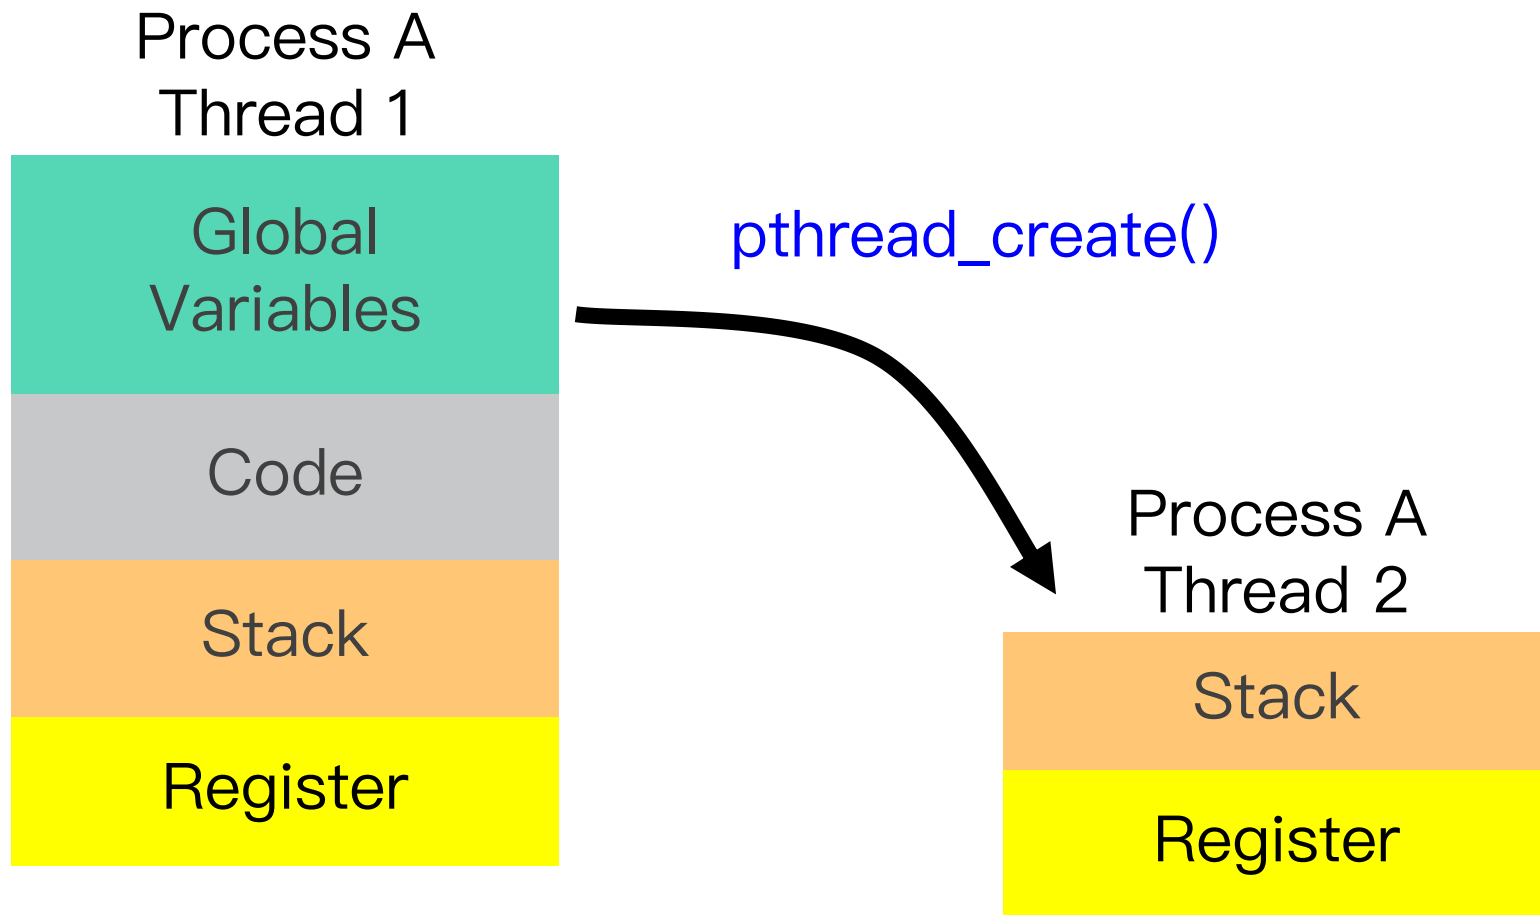 Process A
Thread 1
Global
Variables
pthread_create()
Code
Stack
Register
Process A
Thread 2
Stack
Register